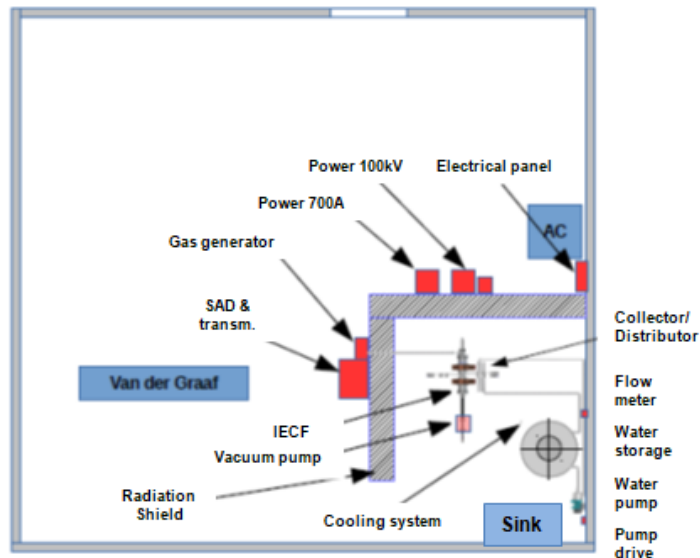 Power 100kV
Electrical panel
Power 700A
AC
Gas generator
SAD &
transm.
Collector/
Distributor
Van der Graaf
Flow
meter
IECF
Vacuum pump
Water
storage
Radiation
Shield
Cooling system
Water
pump
Sink
Pump
drive